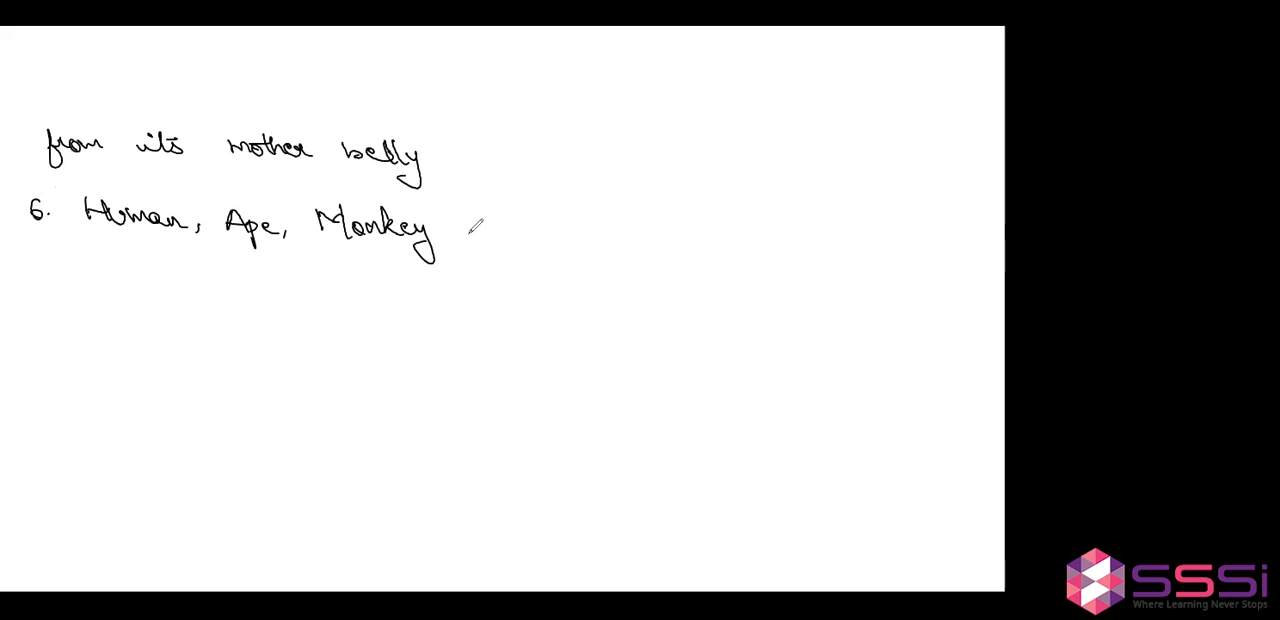 from its mother belly
6. Human, Ape, Monkey
SSSi
Where Learning Never Stops